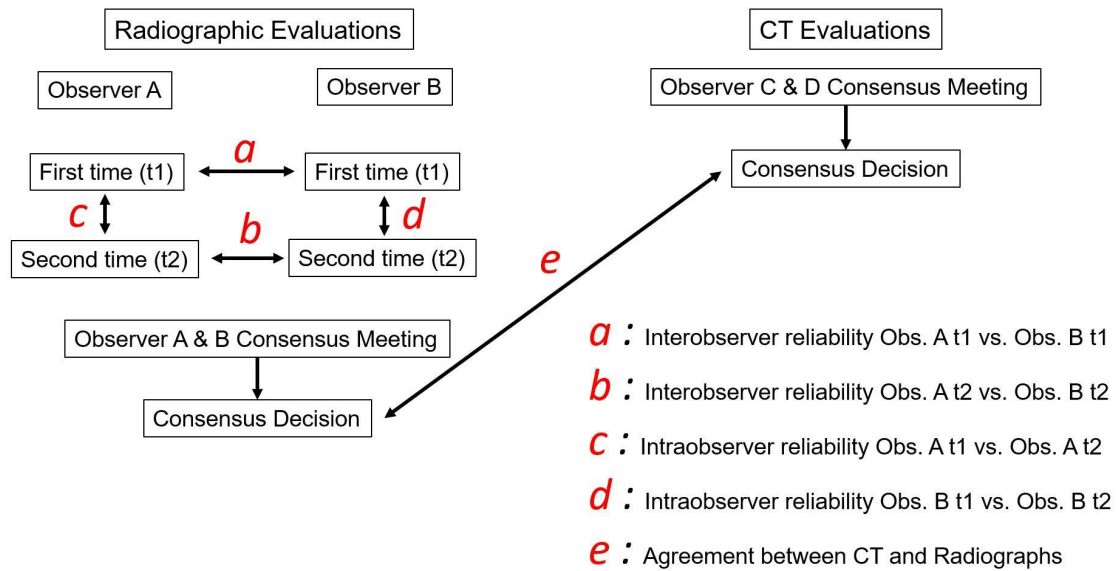 Radiographic Evaluations
CT Evaluations
Observer A
Observer B
Observer C & D Consensus Meeting
a
First time (t1)
First time (t1)
Consensus Decision
c
d
b
Second time (t2)
Second time (t2)
e
Observer A & B Consensus Meeting
Consensus Decision
a : Interobserver reliability Obs. A t1 vs. Obs. B t1
b : Interobserver reliability Obs. A t2 vs. Obs. B t2
c : Intraobserver reliability Obs. A t1 vs. Obs. A t2
d : Intraobserver reliability Obs. B t1 vs. Obs. B t2
e : Agreement between CT and Radiographs